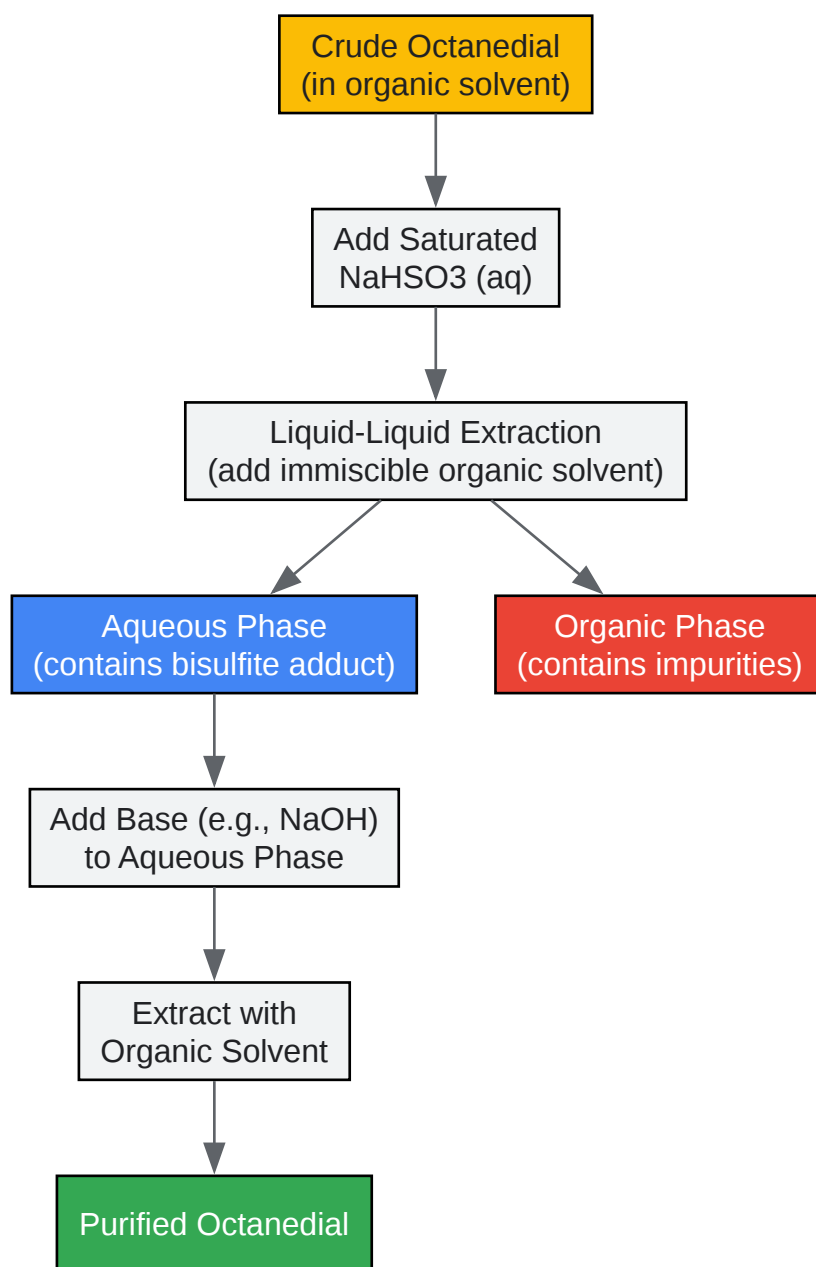 Crude Octanedial
(in organic solvent)
Add Saturated
NaHSO3 (aq)
Liquid-Liquid Extraction
(add immiscible organic solvent)
Aqueous Phase
(contains bisulfite adduct)
Organic Phase
(contains impurities)
Add Base (e.g., NaOH)
to Aqueous Phase
Extract with
Organic Solvent
Purified Octanedial